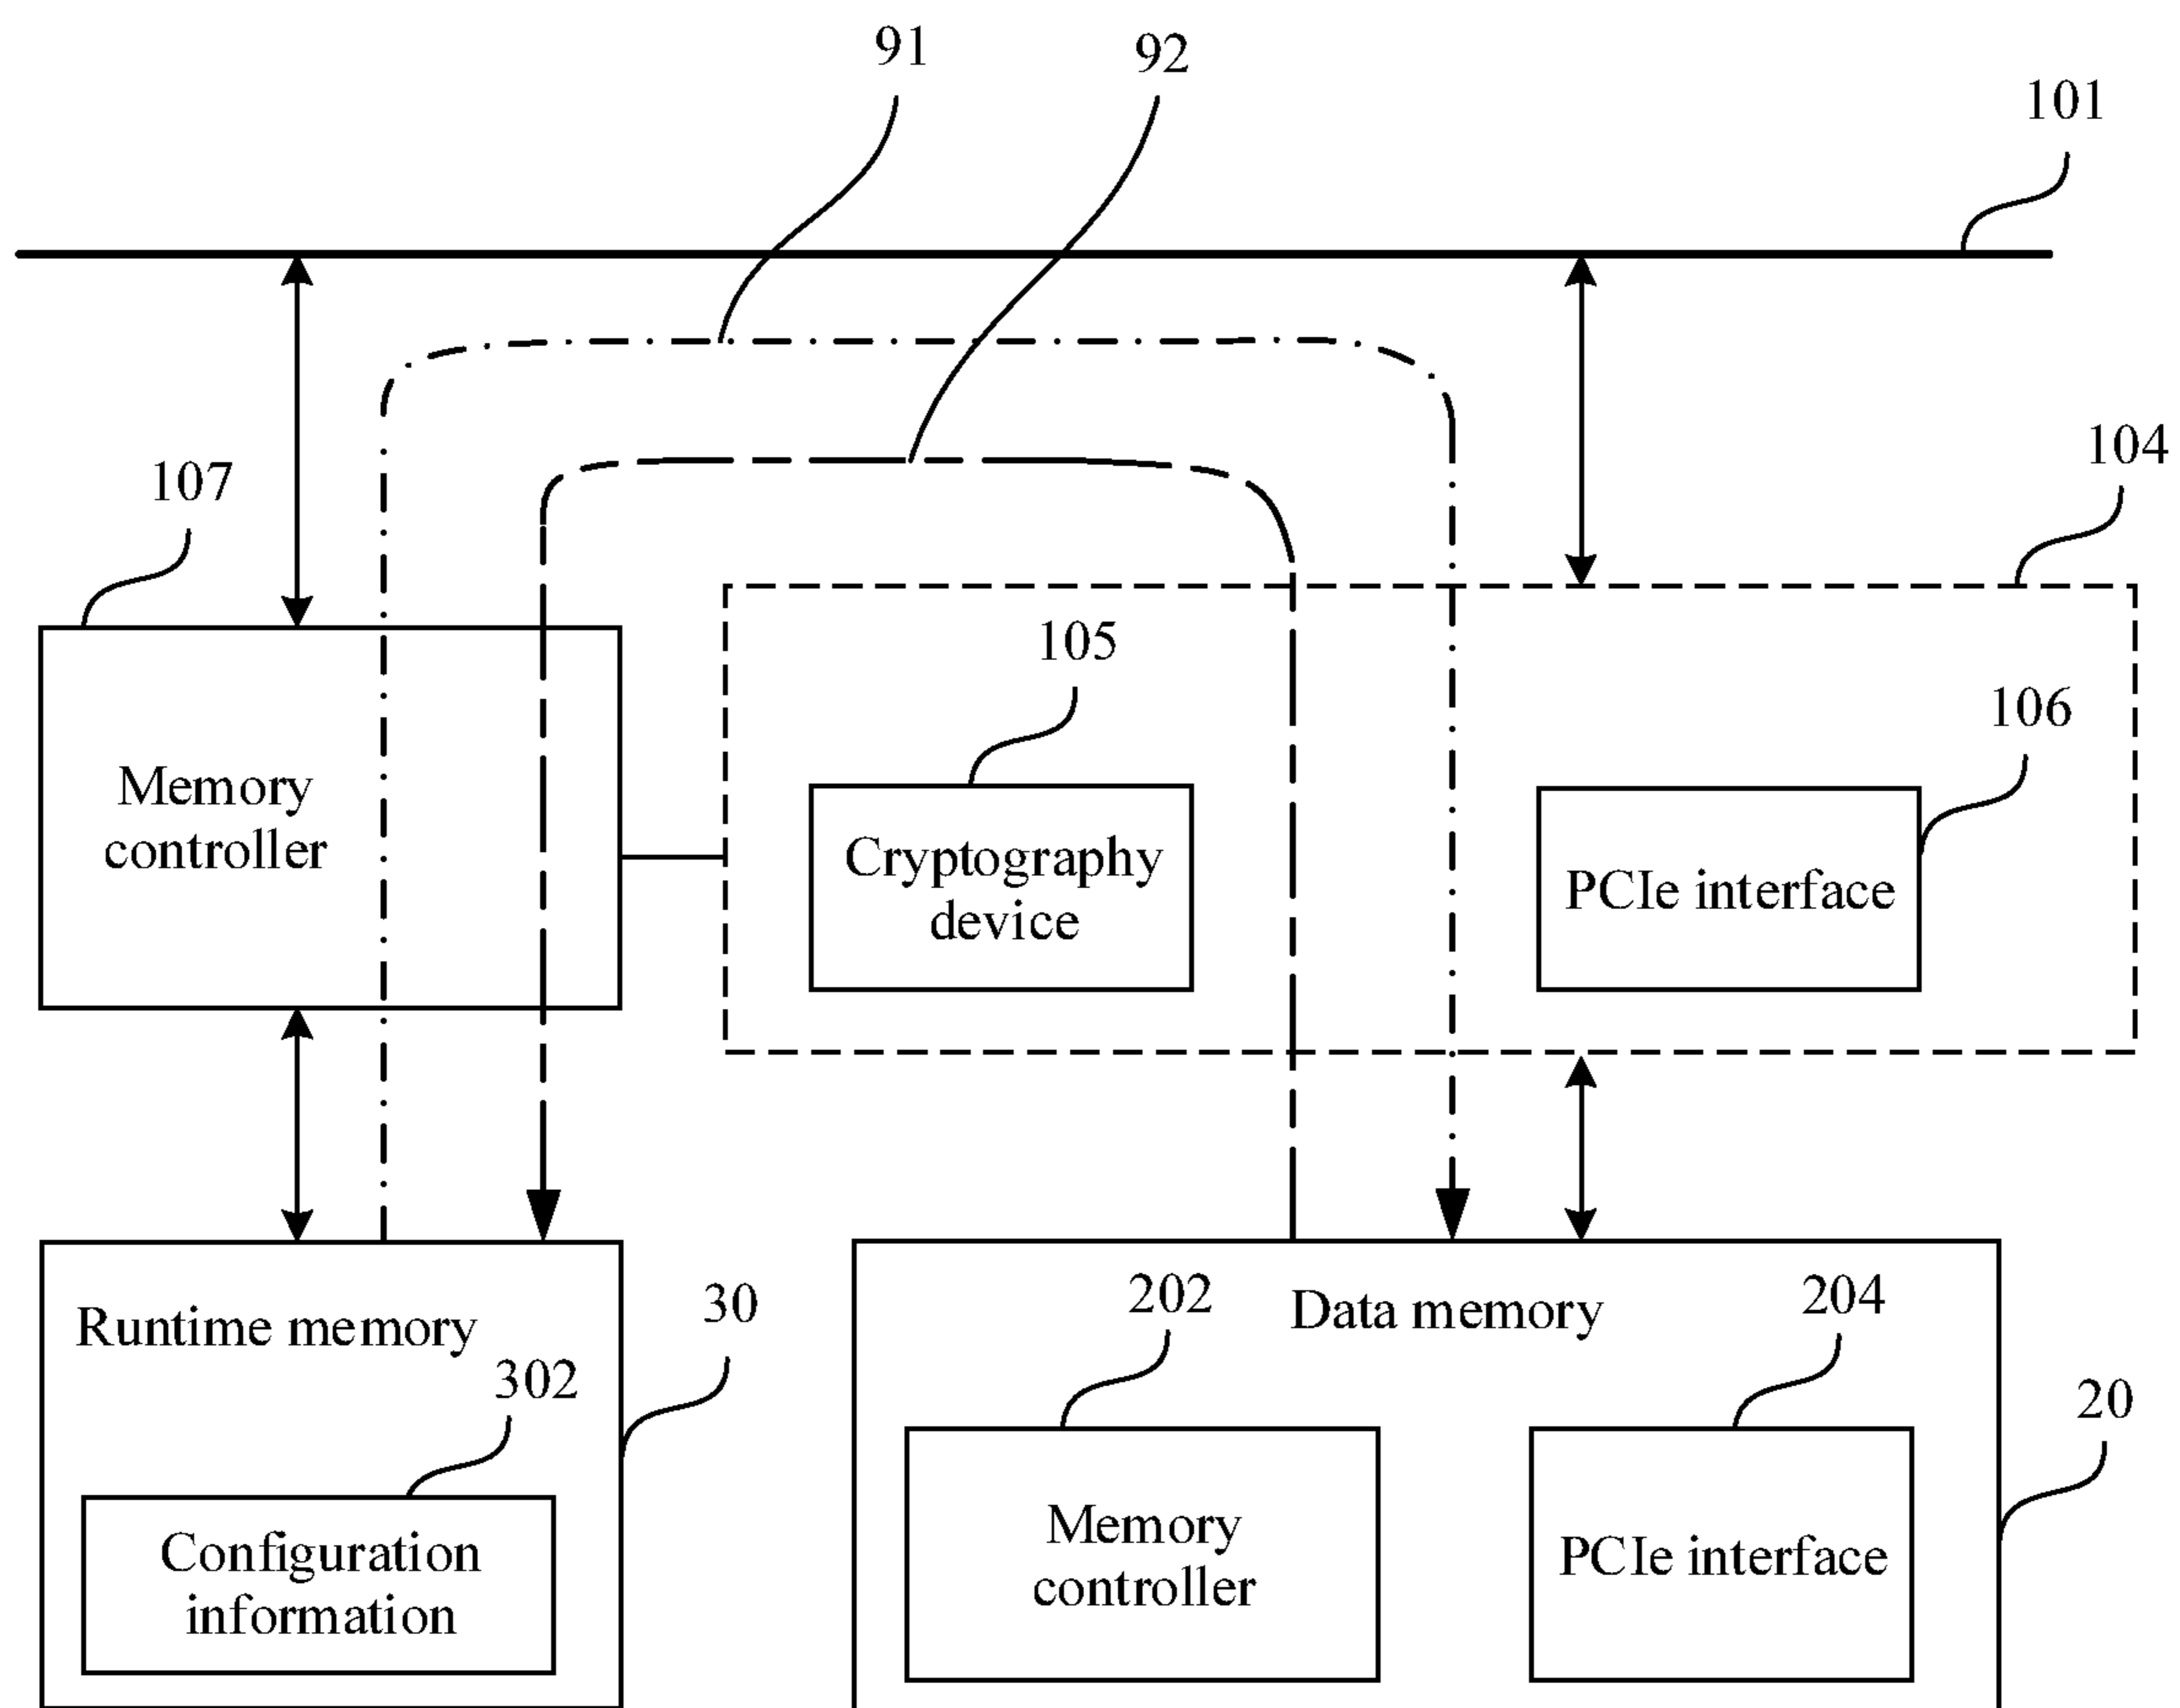 91
92
101
107
104
105
106
Memory
controller
Cryptography
device
PCIe interface
Runtime memory
302
30
Configuration
information
202
Data memory
204
20
Memory
controller
PCIe interface